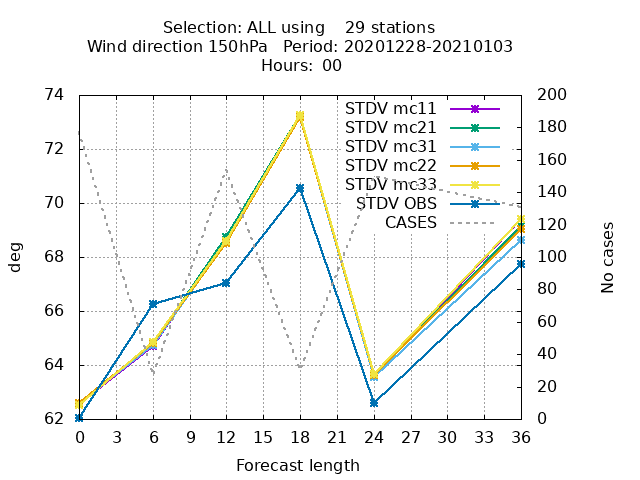 Selection: ALL using    29 stations
Wind direction 150hPa   Period: 20201228-20210103
Hours: 00
74
72
70
68
66
64
62
deg
200
180
160
140
120
100
80
60
40
20
0
No cases
STDV mc11
STDV mc21
STDV mc31
STDV mc22
STDV mc33
STDV OBS
CASES
0 3 6 9 12 15 18 21 24 27 30 33 36
Forecast length